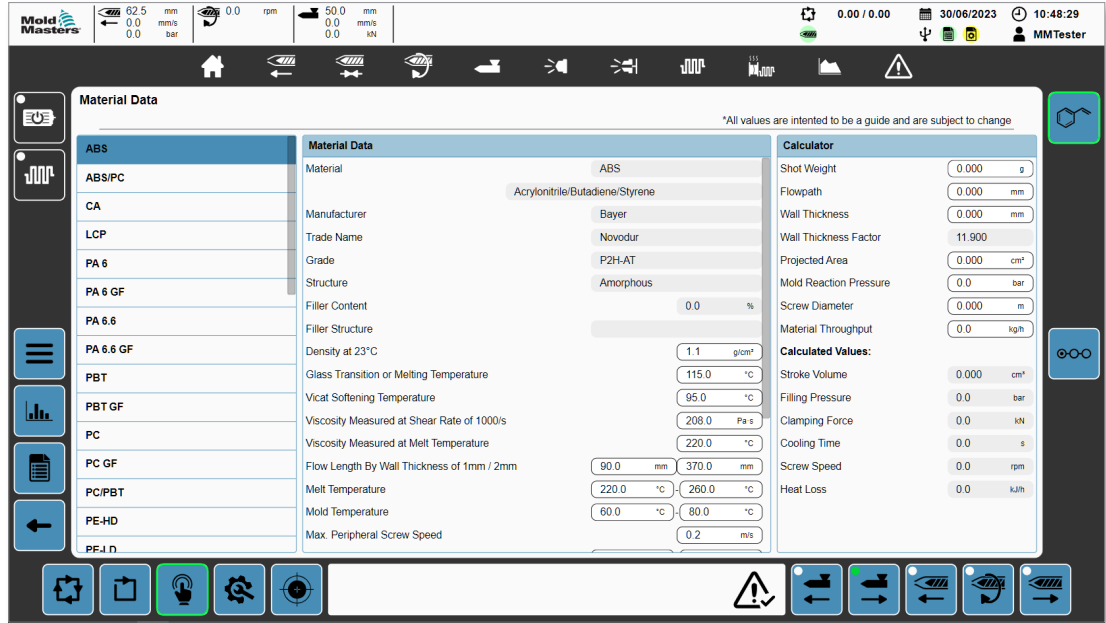 Mold Masters
62.5 mm 0.0 rpm 50.0 mm 0.0 / 0.00 30/06/2023 10:48:29
0.0 mm/s 0.0 mm/s
0.0 bar 0.0 kN MMTester
Material Data
*All values are intented to be a guide and are subject to change
ABS
ABS/PC
CA
LCP
PA 6
PA 6 GF
PA 6.6
PA 6.6 GF
PBT
PBT GF
PC
PC GF
PC/PBT
PE-HD
PE-LD
Material Data
Material ABS
Acrylonitrile/Butadiene/Styrene
Manufacturer Bayer
Trade Name Novodur
Grade P2H-AT
Structure Amorphous
Filler Content 0.0 %
Filler Structure
Density at 23°C 1.1 g/cm³
Glass Transition or Melting Temperature 115.0 °C
Vicat Softening Temperature 95.0 °C
Viscosity Measured at Shear Rate of 1000/s 208.0 Pa·s
Viscosity Measured at Melt Temperature 220.0 °C
Flow Length By Wall Thickness of 1mm / 2mm 90.0 mm 370.0 mm
Melt Temperature 220.0 °C - 260.0 °C
Mold Temperature 60.0 °C - 80.0 °C
Max. Peripheral Screw Speed 0.2 m/s
Calculator
Shot Weight 0.000 g
Flowpath 0.000 mm
Wall Thickness 0.000 mm
Wall Thickness Factor 11.900
Projected Area 0.000 cm²
Mold Reaction Pressure 0.0 bar
Screw Diameter 0.000 m
Material Throughput 0.0 kg/h
Calculated Values:
Stroke Volume 0.000 cm³
Filling Pressure 0.0 bar
Clamping Force 0.0 kN
Cooling Time 0.0 s
Screw Speed 0.0 rpm
Heat Loss 0.0 kJ/h